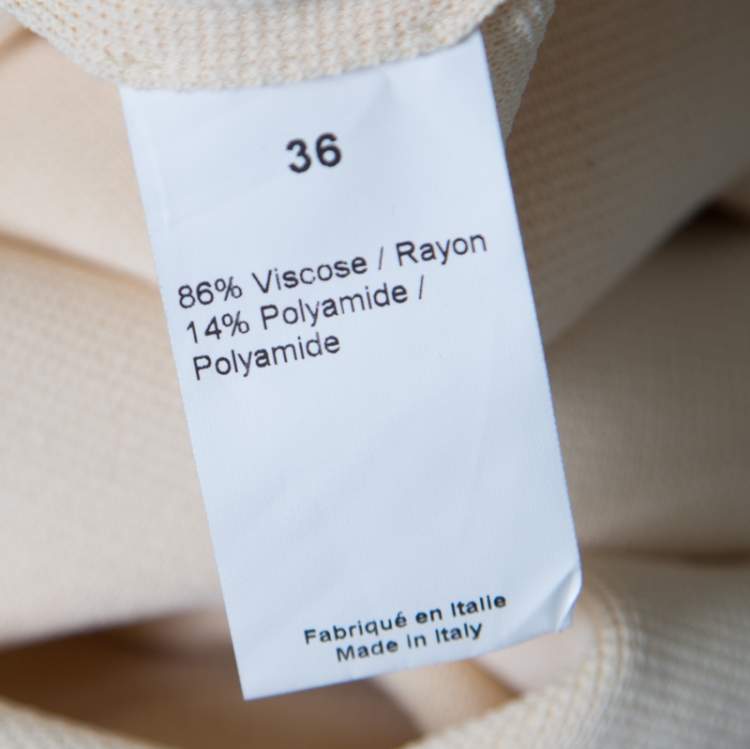 36
86% Viscose / Rayon
14% Polyamide /
Polyamide
Fabriqué en Italie
Made in Italy